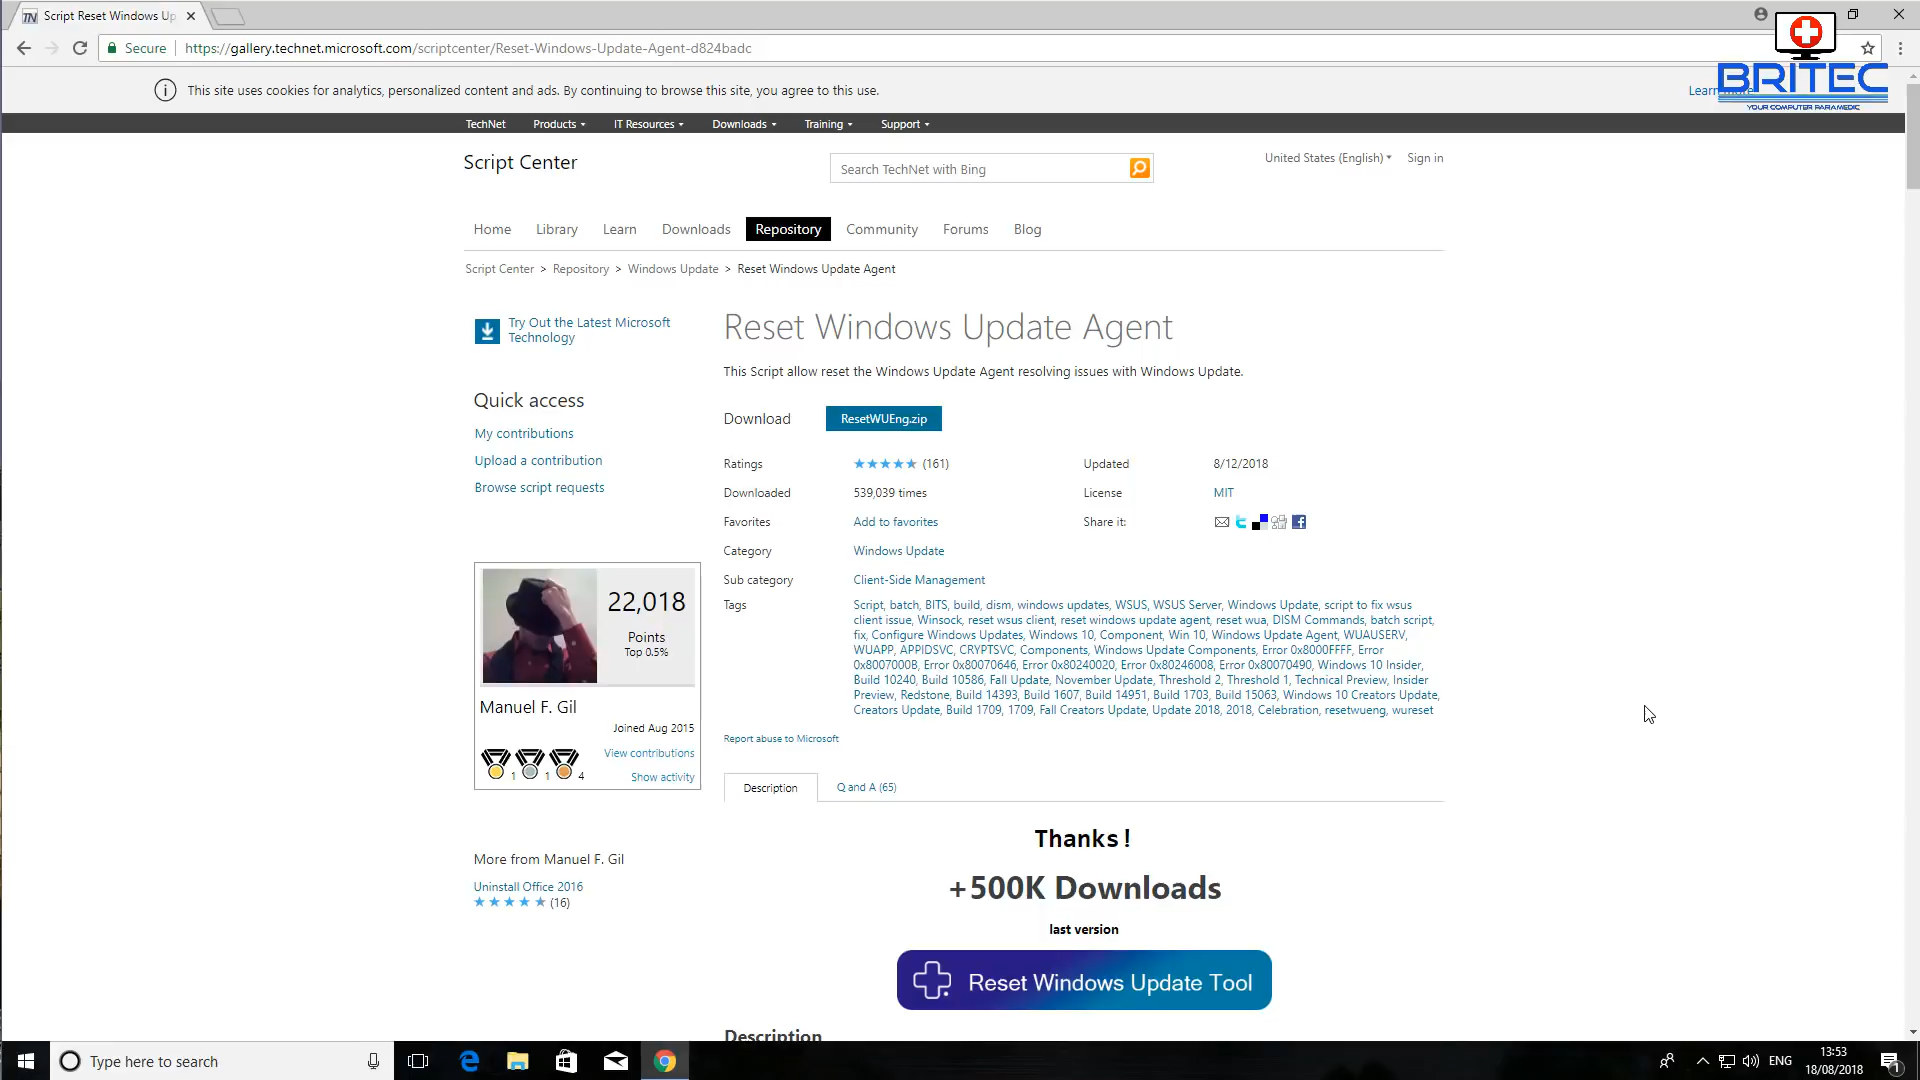 Script Reset Windows Up
Secure
https://gallery.technet.microsoft.com/scriptcenter/Reset-Windows-Update-Agent-d824badc
BRITEC
YOUR COMPUTER PARAMEDIC
This site uses cookies for analytics, personalized content and ads. By continuing to browse this site, you agree to this use.
Learn
TechNet Products IT Resources Downloads Training Support
Script Center
Search TechNet with Bing
United States (English) Sign in
Home Library Learn Downloads Repository Community Forums Blog
Script Center > Repository > Windows Update > Reset Windows Update Agent
Try Out the Latest Microsoft
Technology
Quick access
My contributions
Upload a contribution
Browse script requests
22,018
Points
Top 0.5%
Manuel F. Gil
Joined Aug 2015
View contributions
1 1 4
Show activity
More from Manuel F. Gil
Uninstall Office 2016
(16)
Reset Windows Update Agent
This Script allow reset the Windows Update Agent resolving issues with Windows Update.
Download ResetWUEng.zip
Ratings (161) Updated 8/12/2018
Downloaded 539,039 times License MIT
Favorites Add to favorites Share it:
Category Windows Update
Sub category Client-Side Management
Tags Script, batch, BITS, build, dism, windows updates, WSUS, WSUS Server, Windows Update, script to fix wsus
client issue, Winsock, reset wsus client, reset windows update agent, reset wua, DISM Commands, batch script,
fix, Configure Windows Updates, Windows 10, Component, Win 10, Windows Update Agent, WUAUSERV,
WUAPP, APPIDSVC, CRYPTSVC, Components, Windows Update Components, Error 0x8000FFFF, Error
0x8007000B, Error 0x80070646, Error 0x80240020, Error 0x80246008, Error 0x80070490, Windows 10 Insider,
Build 10240, Build 10586, Fall Update, November Update, Threshold 2, Threshold 1, Technical Preview, Insider
Preview, Redstone, Build 14393, Build 1607, Build 14951, Build 1703, Build 15063, Windows 10 Creators Update,
Creators Update, Build 1709, 1709, Fall Creators Update, Update 2018, 2018, Celebration, resetwueng, wureset
Report abuse to Microsoft
Description Q and A (65)
Thanks!
+500K Downloads
last version
Reset Windows Update Tool
Description
Type here to search
ENG
13:53
18/08/2018
1